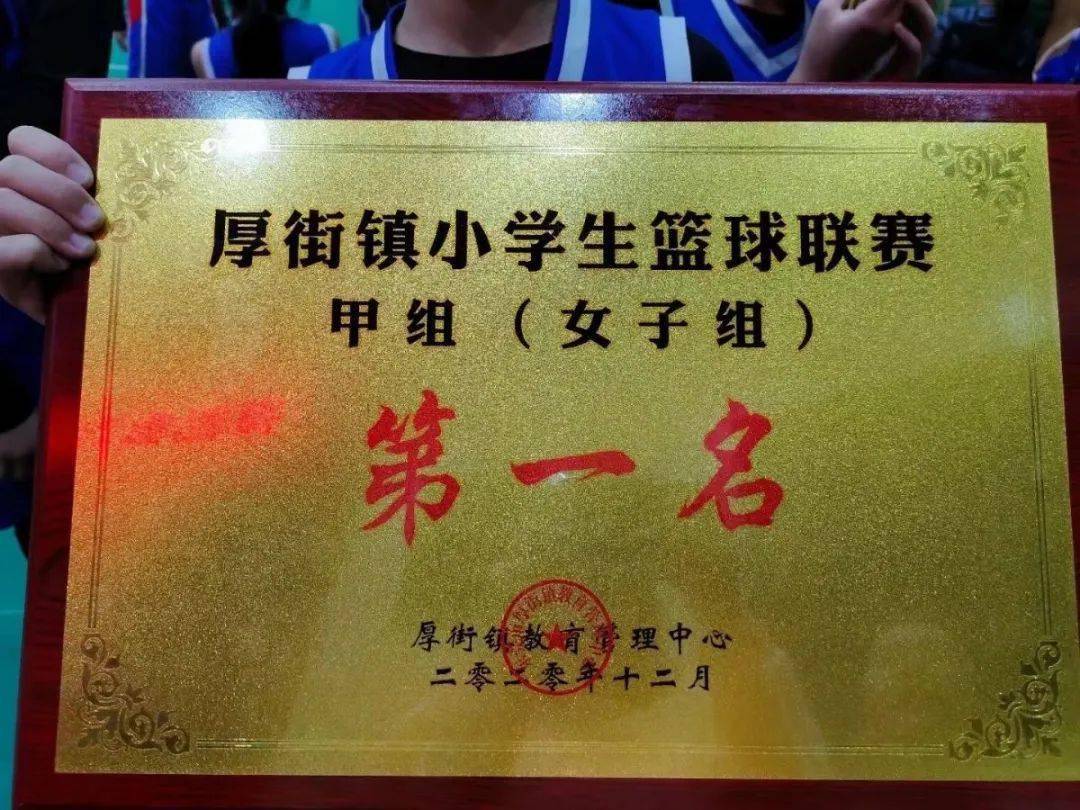 厚街镇小学生篮球联赛
甲组（女子组）
第一名
厚街镇教育管理中心
二零二零年十二月